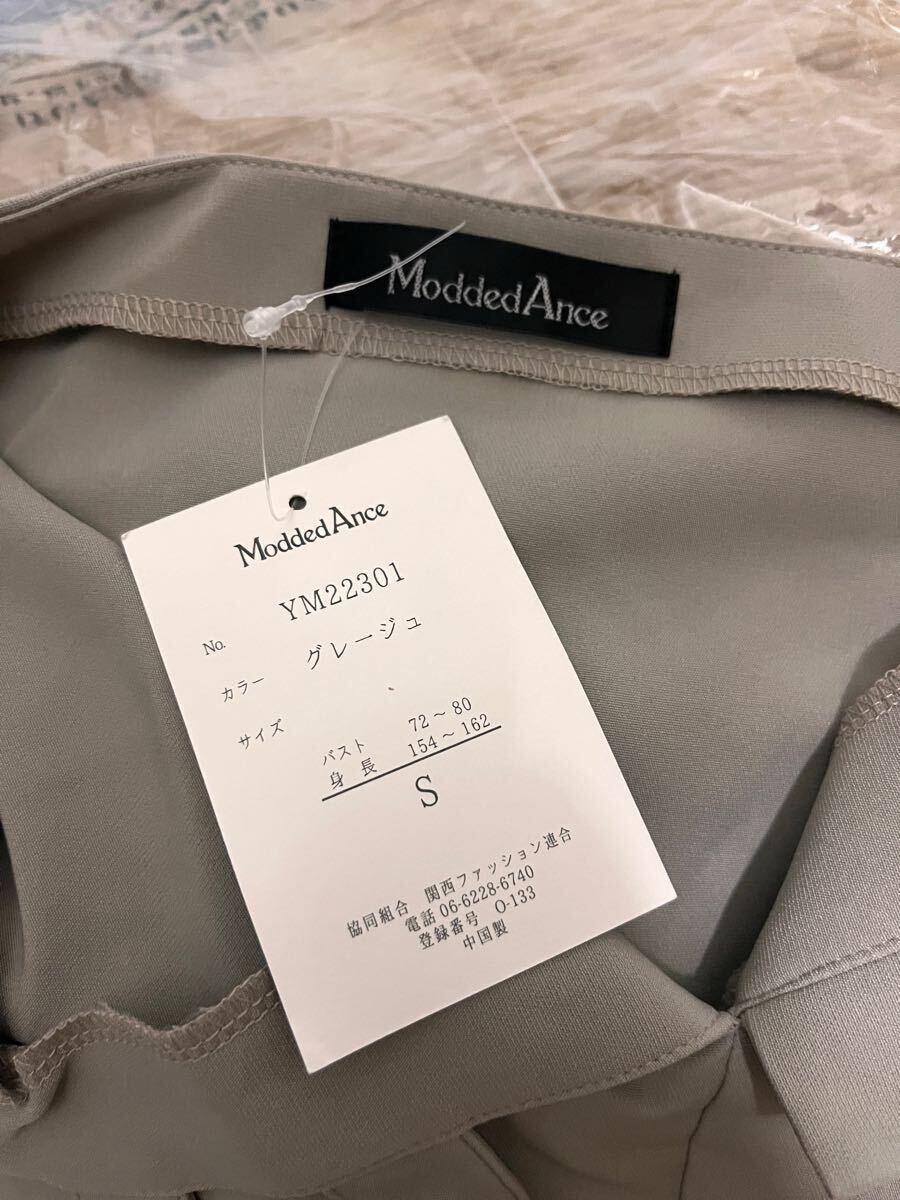 ModdedAnce
ModdedAnce
No. YM22301
カラー グレージュ
サイズ
バスト 72～80
身長 154～162
S
協同組合 関西ファッション連合
電話 06-6228-6740
登録番号 O-133
中国製